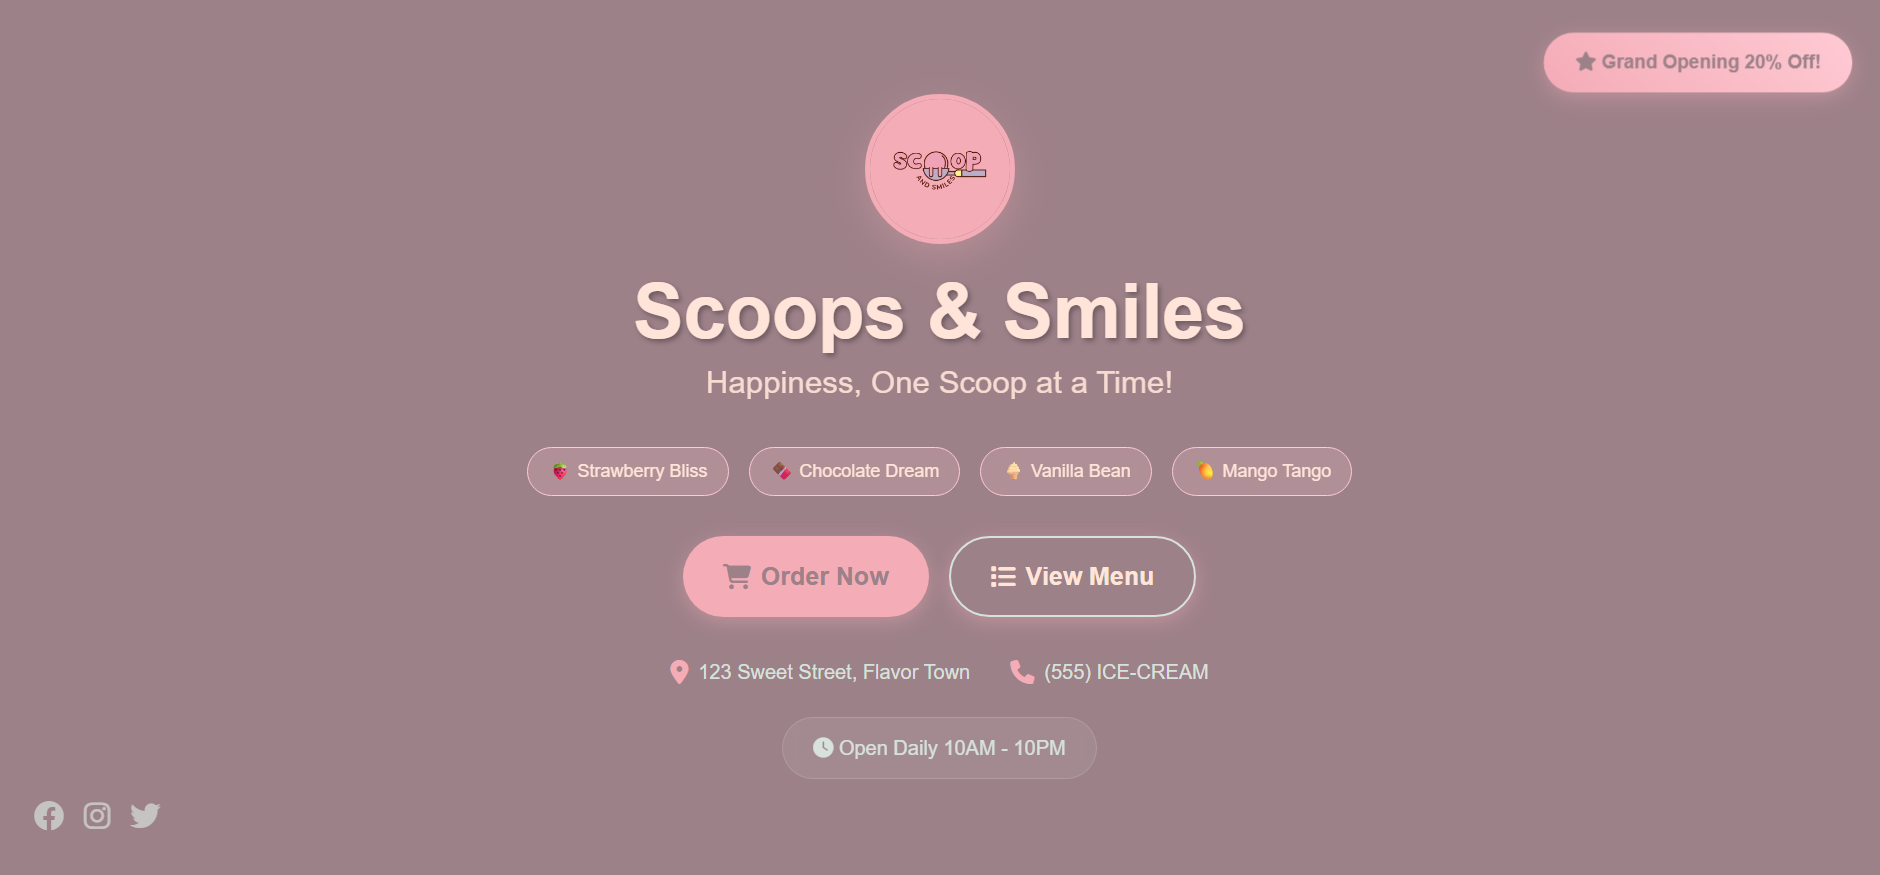 Grand Opening 20% Off!
SCOOP
AND SMILES
Scoops & Smiles
Happiness, One Scoop at a Time!
Strawberry Bliss
Chocolate Dream
Vanilla Bean
Mango Tango
Order Now
View Menu
123 Sweet Street, Flavor Town
(555) ICE-CREAM
Open Daily 10AM - 10PM